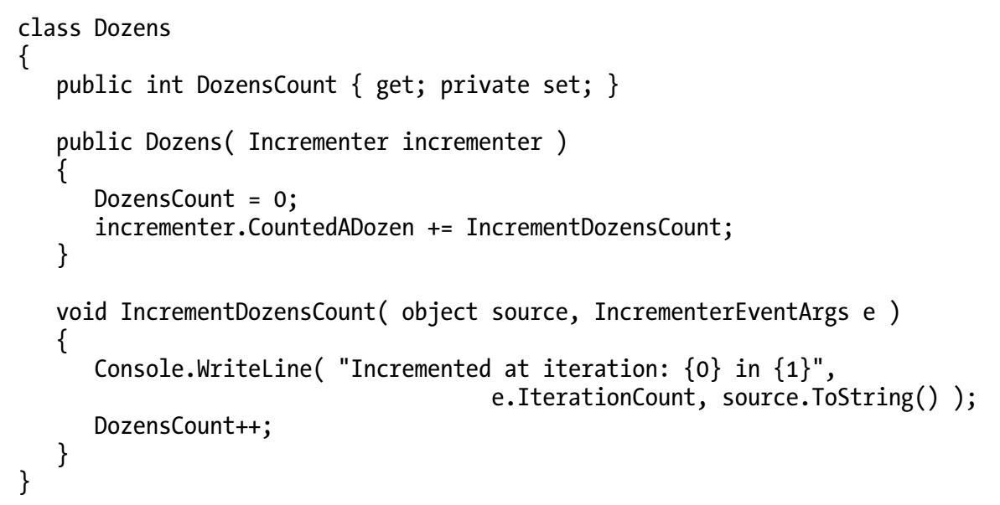 class Dozens
{
   public int DozensCount { get; private set; }

   public Dozens( Incrementer incrementer )
   {
      DozensCount = 0;
      incrementer.CountedADozen += IncrementDozensCount;
   }

   void IncrementDozensCount( object source, IncrementerEventArgs e )
   {
      Console.WriteLine( "Incremented at iteration: {0} in {1}",
                                     e.IterationCount, source.ToString() );
      DozensCount++;
   }
}